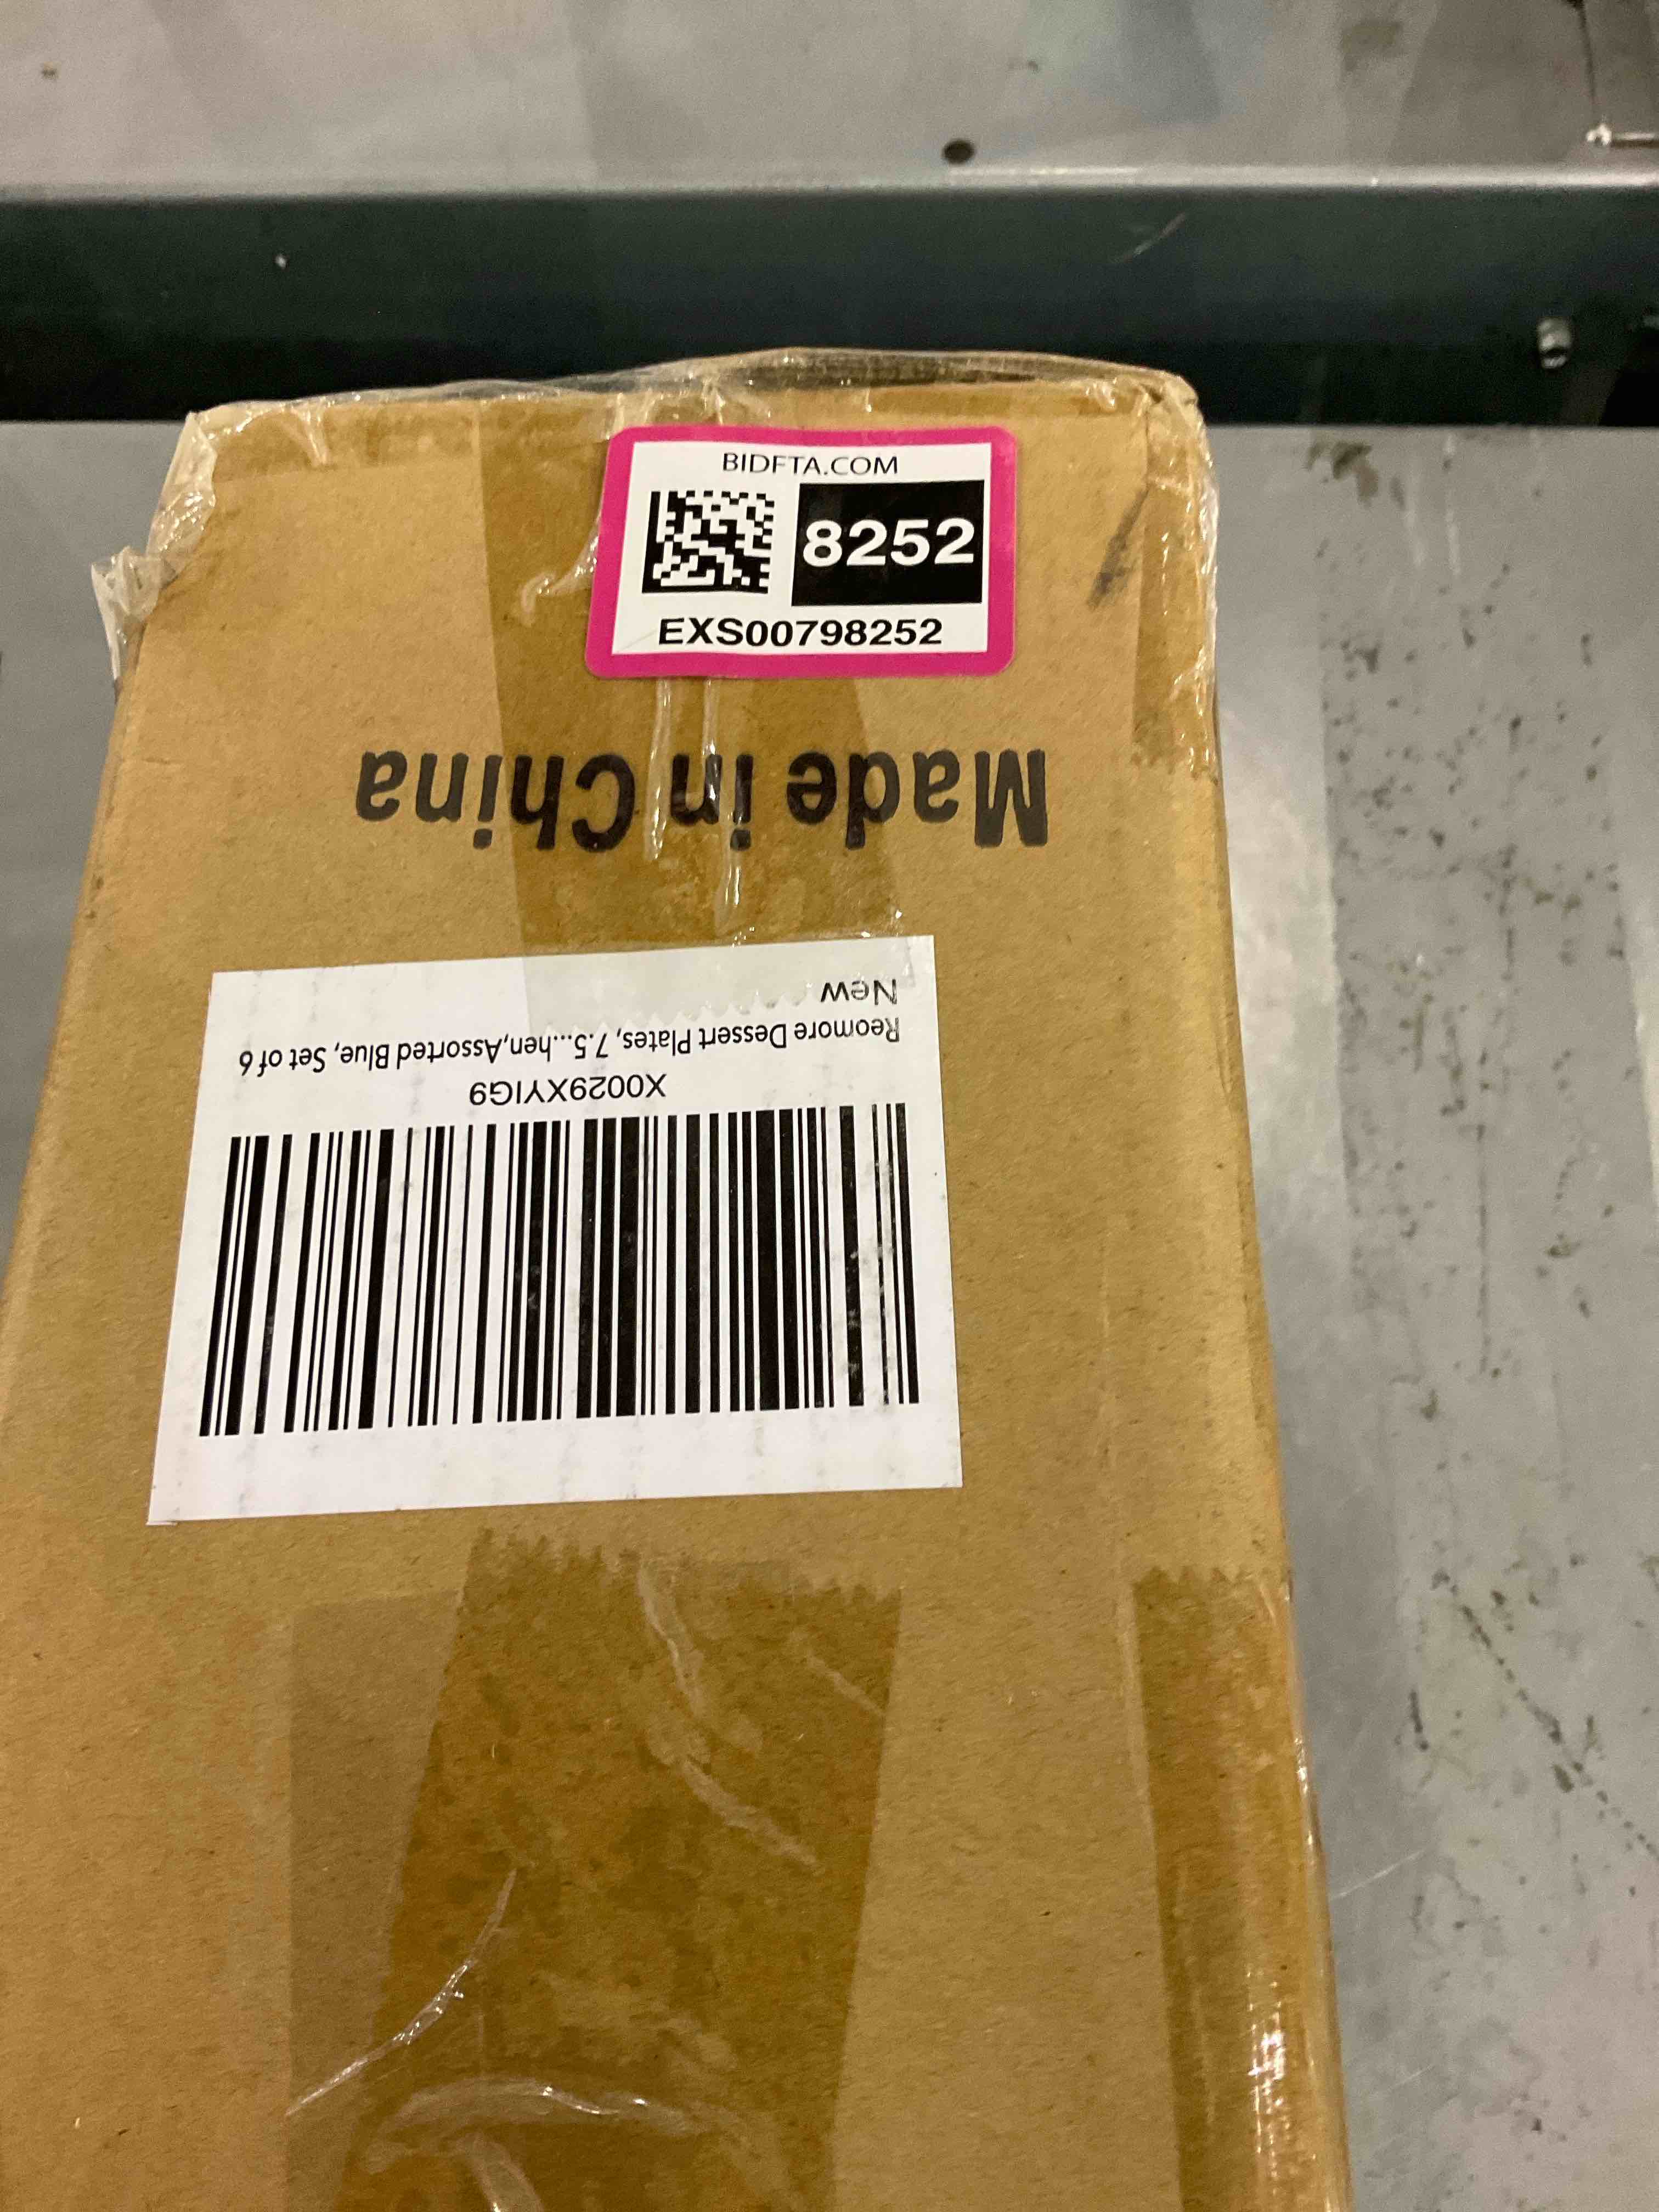 BIDFTA.COM
8252
EXS00798252
Made in China
X0029XYIG9
Reomore Dessert Plates, 7.5...hen,Assorted Blue, Set of 6
New